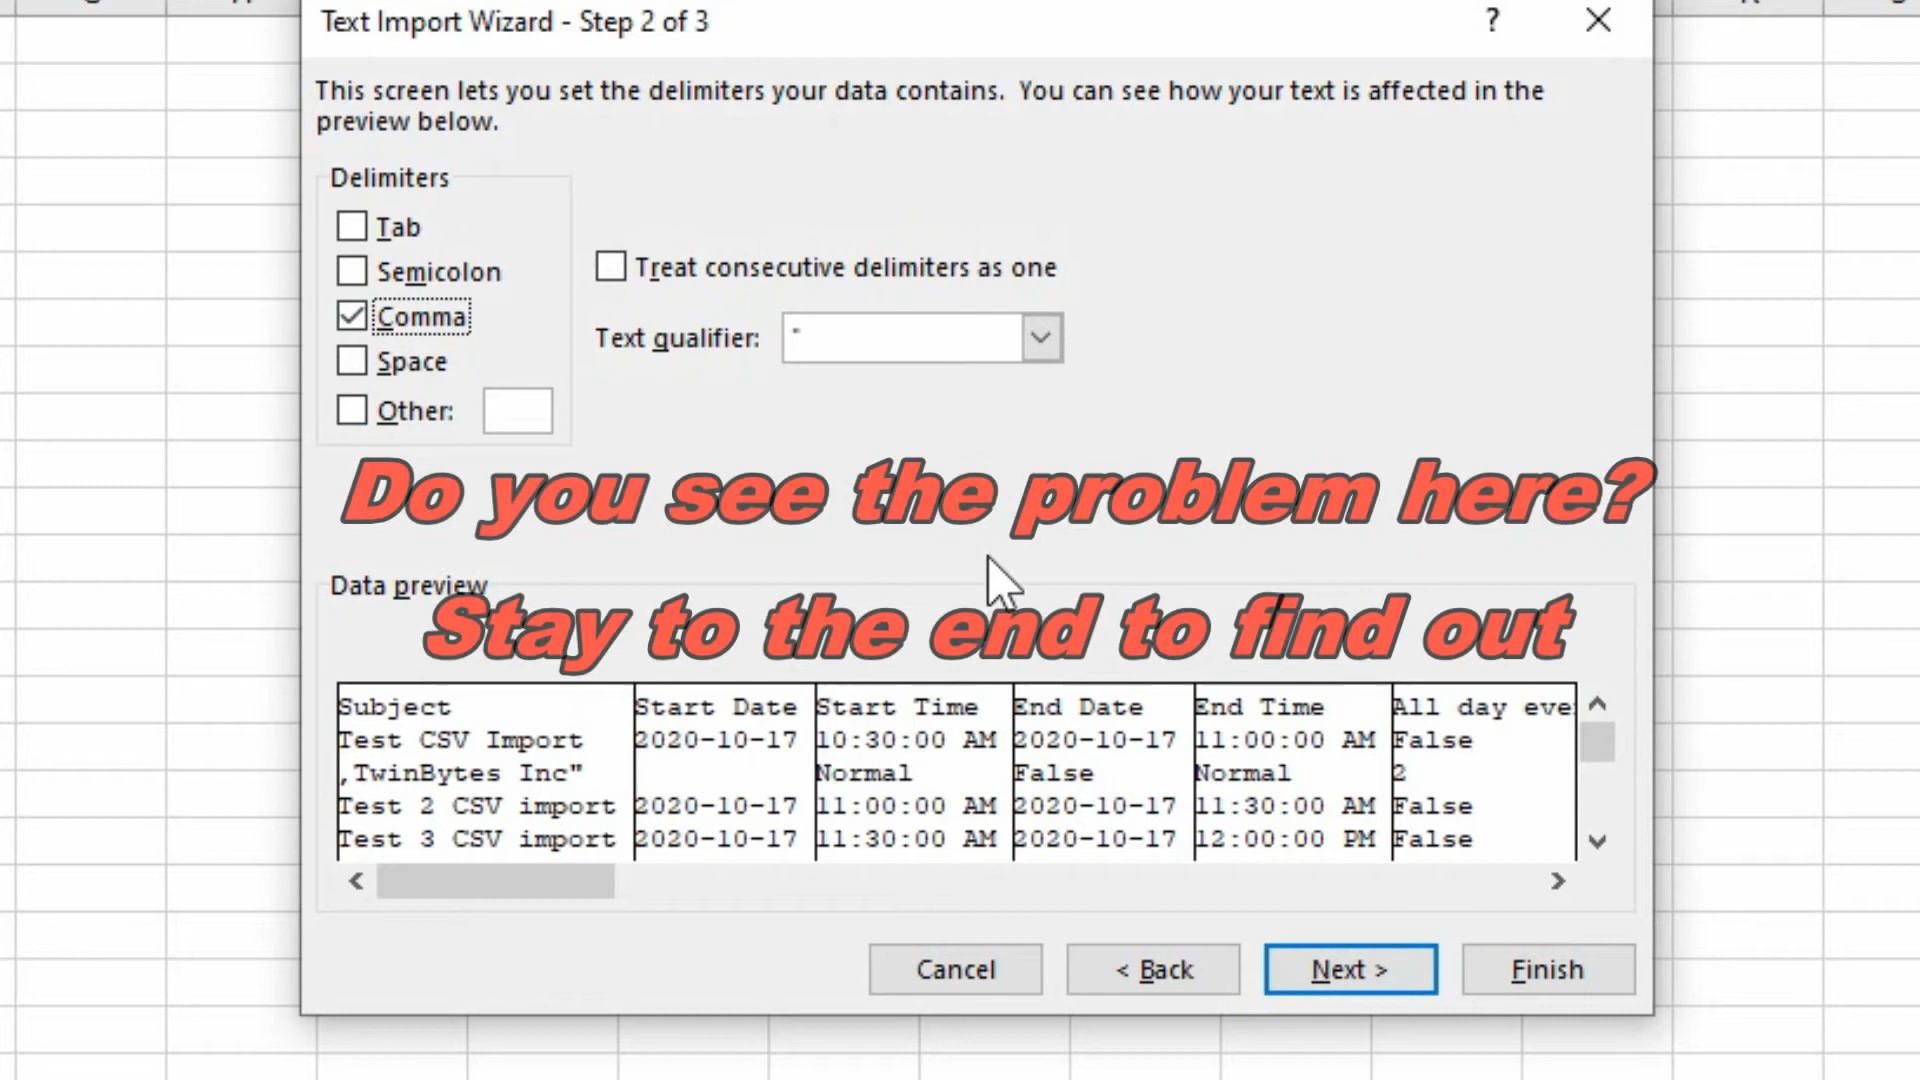 Text Import Wizard - Step 2 of 3
?
This screen lets you set the delimiters your data contains. You can see how your text is affected in the
preview below.
Delimiters
Tab
Semicolon
Comma
Space
Other:
Treat consecutive delimiters as one
Text qualifier: "
Do you see the problem here?
Data preview
Stay to the end to find out
Subject Start Date Start Time End Date End Time All day eve
Test CSV Import 2020-10-17 10:30:00 AM 2020-10-17 11:00:00 AM False
,TwinBytes Inc" Normal False Normal 2
Test 2 CSV import 2020-10-17 11:00:00 AM 2020-10-17 11:30:00 AM False
Test 3 CSV import 2020-10-17 11:30:00 AM 2020-10-17 12:00:00 PM False
Cancel < Back Next > Finish